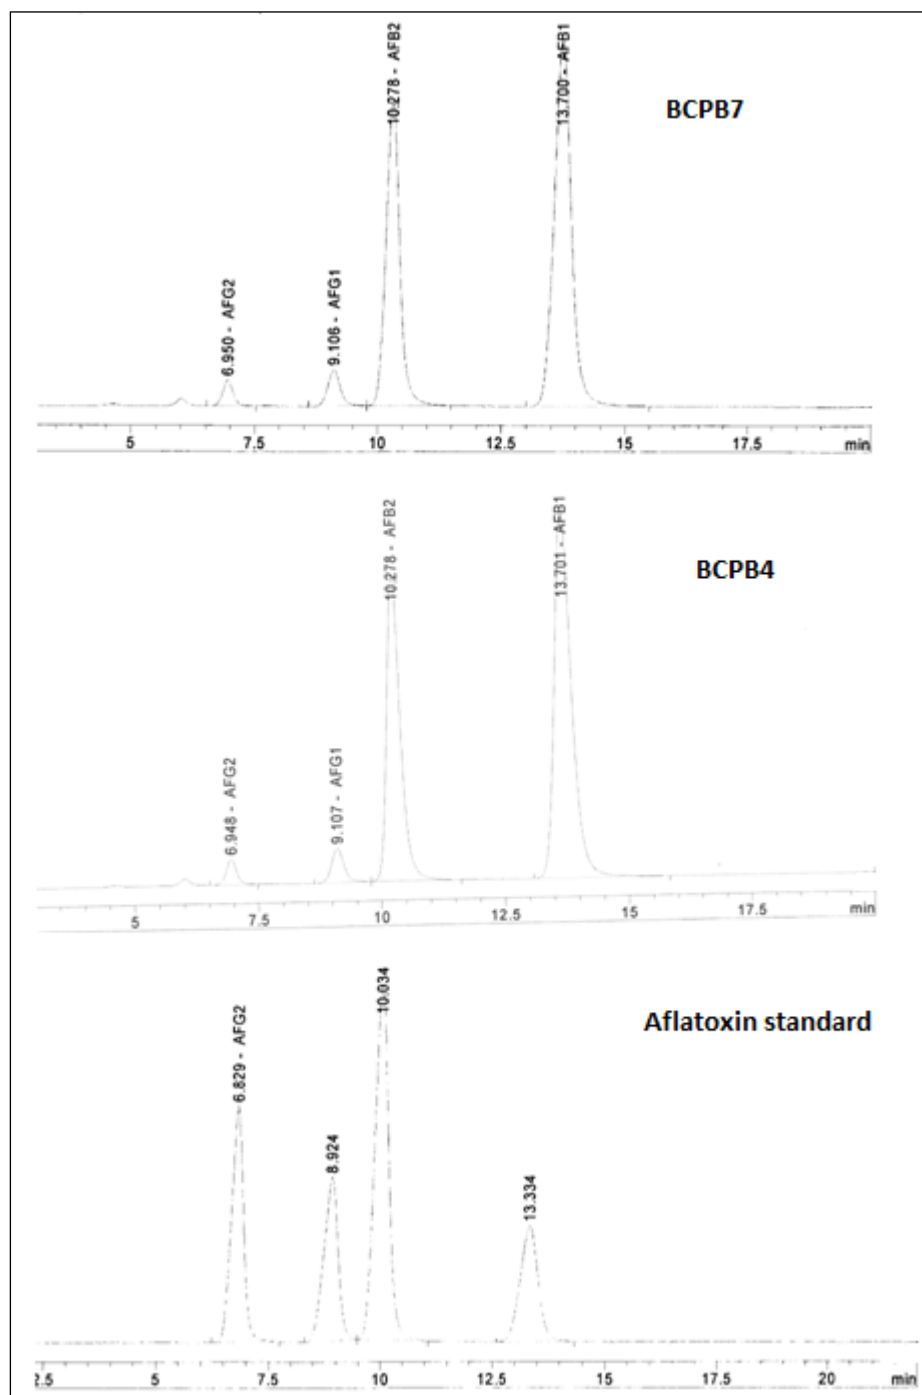 10.278 - AFB2
13.700 - AFB1
BCPB7
6.950 - AFG2
9.106 - AFG1
5 7.5 10 12.5 15 17.5 min
10.278 - AFB2
13.701 - AFB1
BCPB4
6.948 - AFG2
9.107 - AFG1
5 7.5 10 12.5 15 17.5 min
10.034
Aflatoxin standard
6.829 - AFG2
8.924
13.334
2.5 5 7.5 10 12.5 15 17.5 20